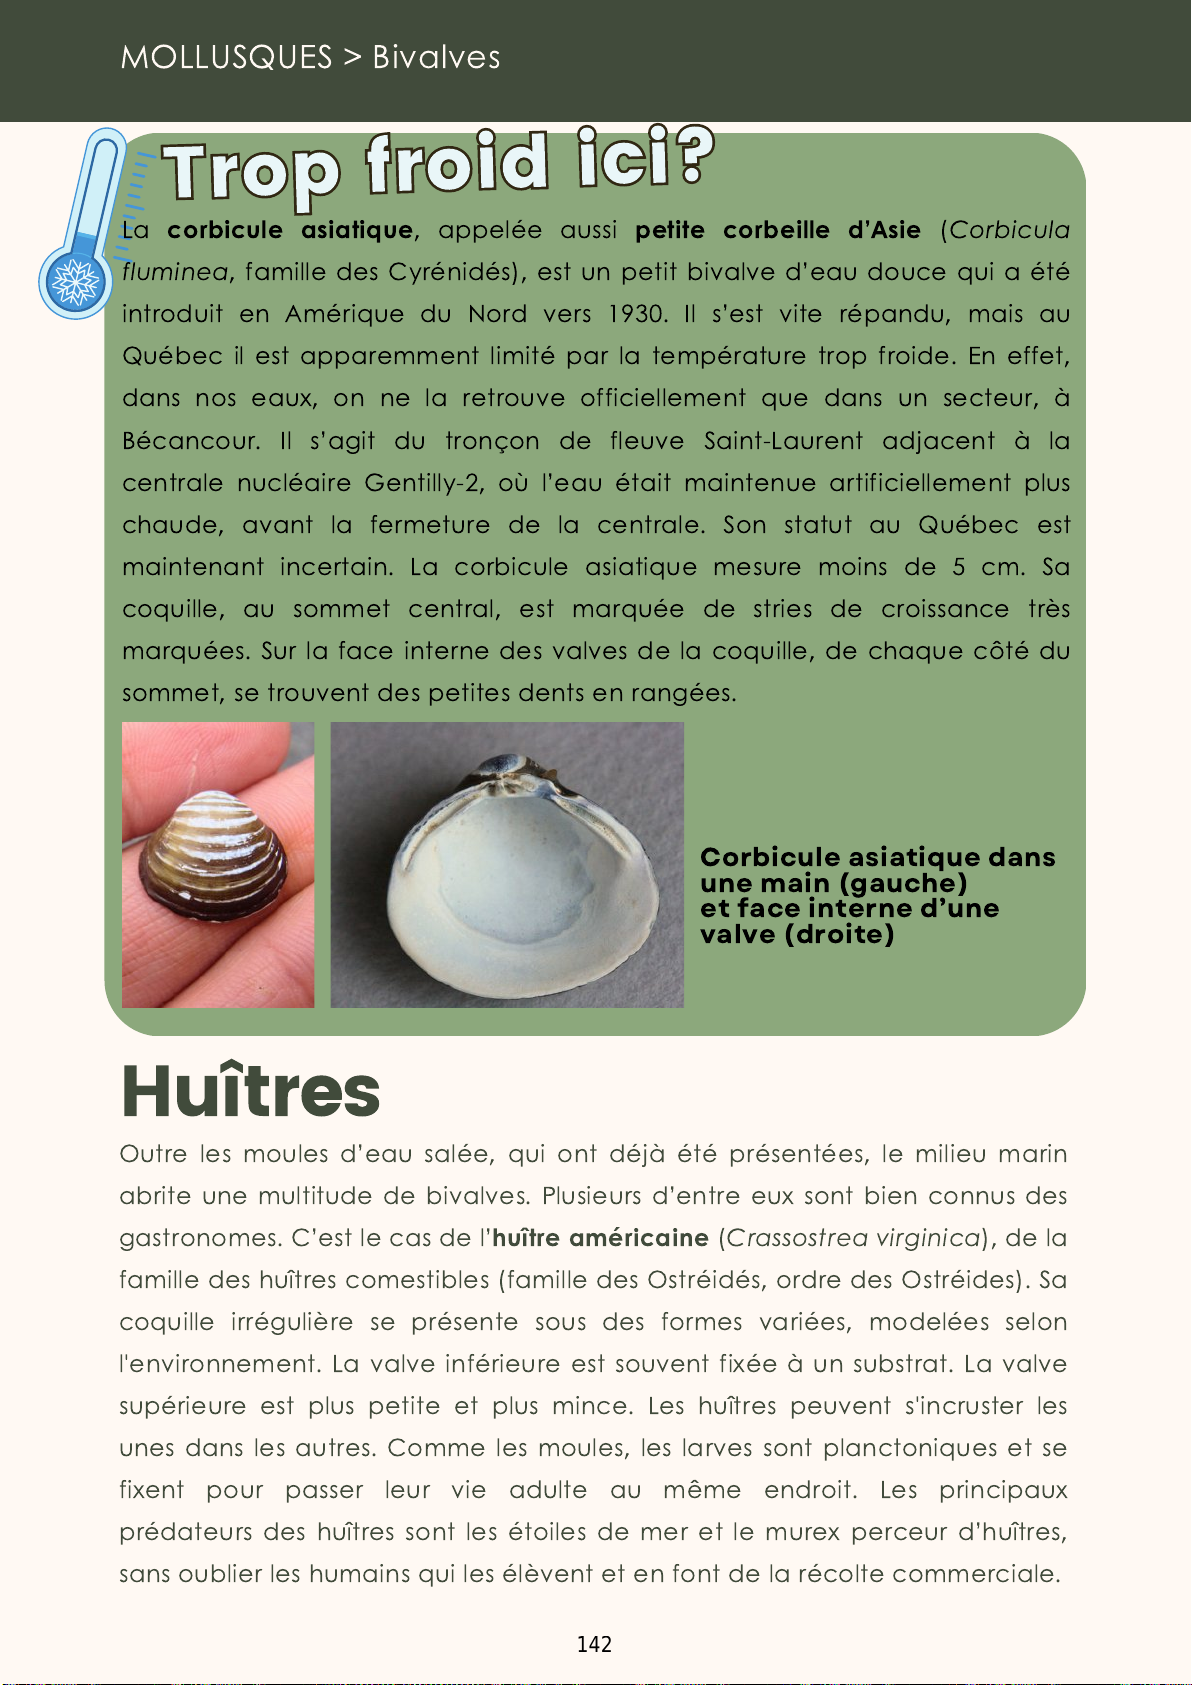 MOLLUSQUES > Bivalves
Trop froid ici?
La corbicule asiatique, appelée aussi petite corbeille d’Asie (Corbicula
fluminea, famille des Cyrénidés), est un petit bivalve d’eau douce qui a été
introduit en Amérique du Nord vers 1930. Il s’est vite répandu, mais au
Québec il est apparemment limité par la température trop froide. En effet,
dans nos eaux, on ne la retrouve officiellement que dans un secteur, à
Bécancour. Il s’agit du tronçon de fleuve Saint-Laurent adjacent à la
centrale nucléaire Gentilly-2, où l’eau était maintenue artificiellement plus
chaude, avant la fermeture de la centrale. Son statut au Québec est
maintenant incertain. La corbicule asiatique mesure moins de 5 cm. Sa
coquille, au sommet central, est marquée de stries de croissance très
marquées. Sur la face interne des valves de la coquille, de chaque côté du
sommet, se trouvent des petites dents en rangées.
Corbicule asiatique dans
une main (gauche)
et face interne d’une
valve (droite)
Huîtres
Outre les moules d’eau salée, qui ont déjà été présentées, le milieu marin
abrite une multitude de bivalves. Plusieurs d’entre eux sont bien connus des
gastronomes. C’est le cas de l’huître américaine (Crassostrea virginica), de la
famille des huîtres comestibles (famille des Ostréidés, ordre des Ostréides). Sa
coquille irrégulière se présente sous des formes variées, modelées selon
l'environnement. La valve inférieure est souvent fixée à un substrat. La valve
supérieure est plus petite et plus mince. Les huîtres peuvent s'incruster les
unes dans les autres. Comme les moules, les larves sont planctoniques et se
fixent pour passer leur vie adulte au même endroit. Les principaux
prédateurs des huîtres sont les étoiles de mer et le murex perceur d’huîtres,
sans oublier les humains qui les élèvent et en font de la récolte commerciale.
142